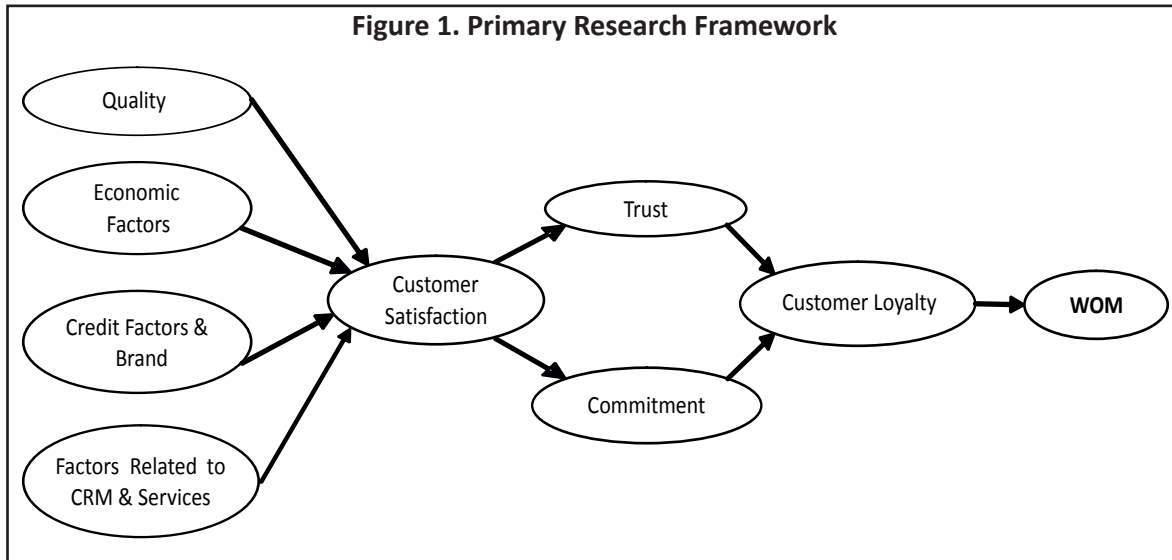 Figure 1. Primary Research Framework
Quality
Economic
Factors
Credit Factors &
Brand
Factors Related to
CRM & Services
Customer
Satisfaction
Trust
Commitment
Customer Loyalty
WOM